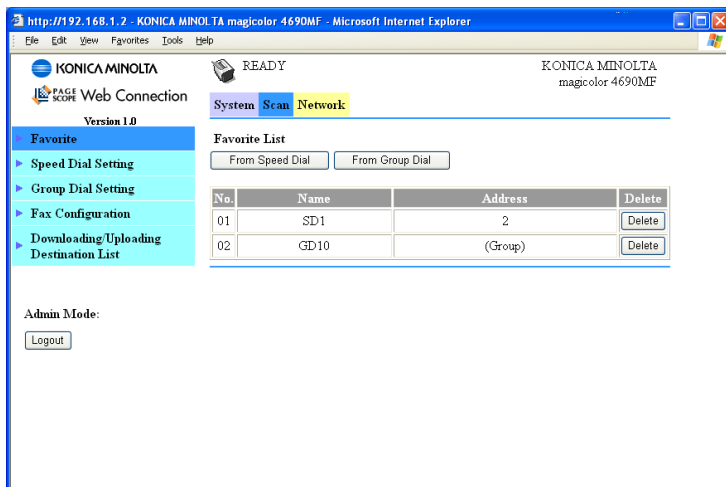 http://192.168.1.2 - KONICA MINOLTA magicolor 4690MF - Microsoft Internet Explorer
File Edit View Favorites Tools Help
KONICA MINOLTA
PAGE SCOPE Web Connection
Version 1.0
READY
KONICA MINOLTA
magicolor 4690MF
System Scan Network
Favorite
Speed Dial Setting
Group Dial Setting
Fax Configuration
Downloading/Uploading
Destination List
Admin Mode:
Logout
Favorite List
From Speed Dial From Group Dial
No. Name Address Delete
01 SD1 2 Delete
02 GD10 (Group) Delete